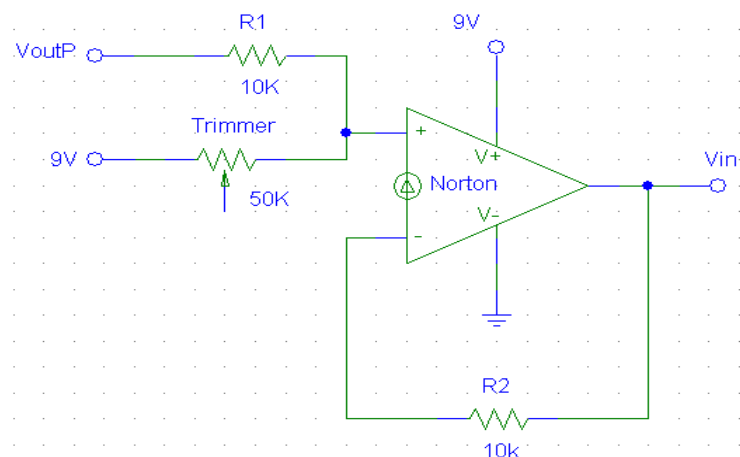 R1
9V
VoutP
10K
Trimmer
+
V+
9V
Norton
Vin
50K
V-
-
R2
10k